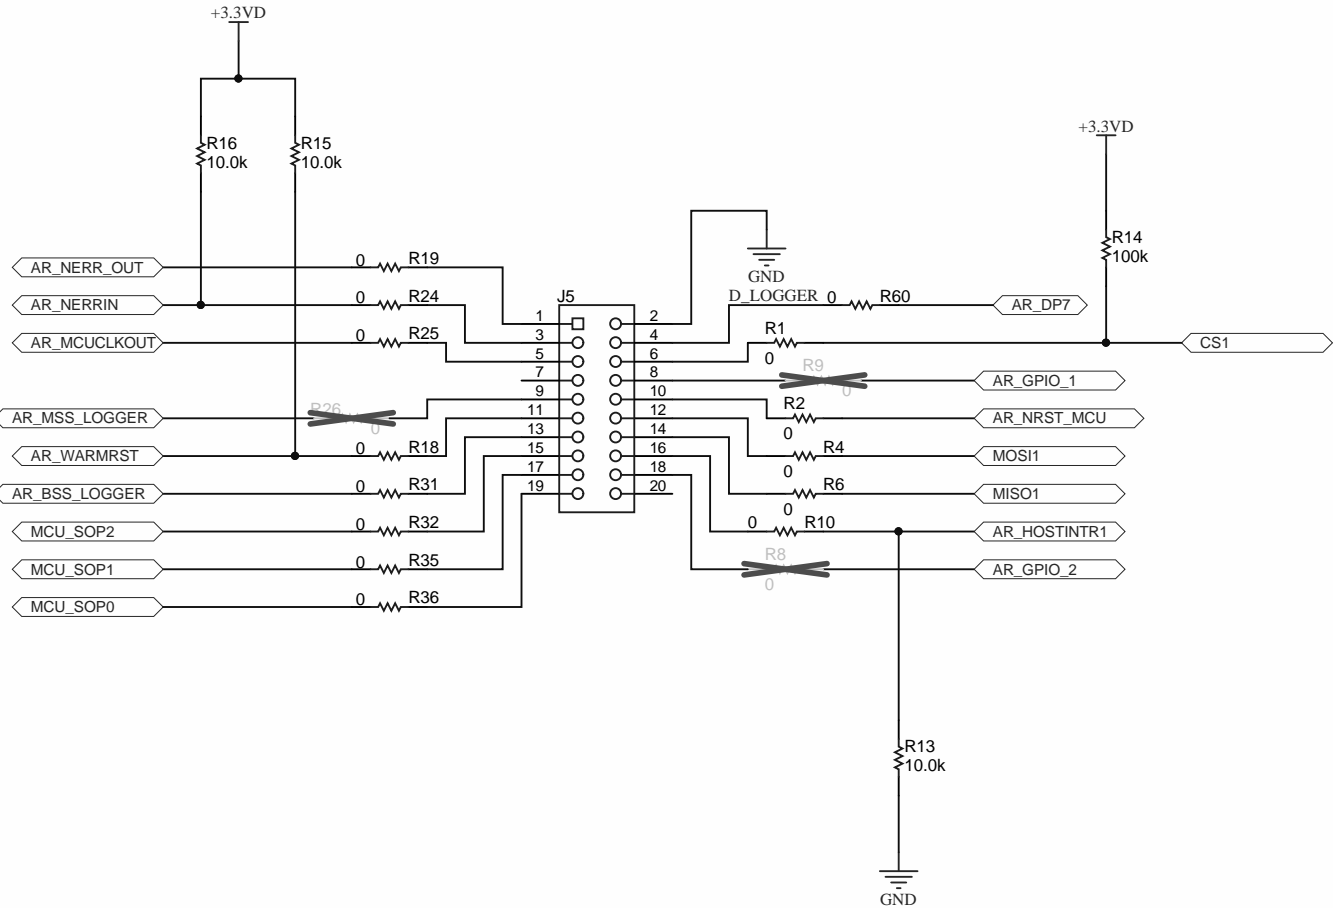 +3.3VD
R16
10.0k
R15
10.0k
+3.3VD
R14
100k
AR_NERR_OUT 0 R19
AR_NERRIN 0 R24
AR_MCUCLKOUT 0 R25
AR_MSS_LOGGER R26 0
AR_WARMRST 0 R18
AR_BSS_LOGGER 0 R31
MCU_SOP2 0 R32
MCU_SOP1 0 R35
MCU_SOP0 0 R36
J5
1 2
3 4
5 6
7 8
9 10
11 12
13 14
15 16
17 18
19 20
GND
D_LOGGER 0 R60 AR_DP7
R1 0 CS1
R9 0 AR_GPIO_1
R2 0 AR_NRST_MCU
R4 0 MOSI1
R6 0 MISO1
0 R10 AR_HOSTINTR1
R8 0 AR_GPIO_2
R13
10.0k
GND